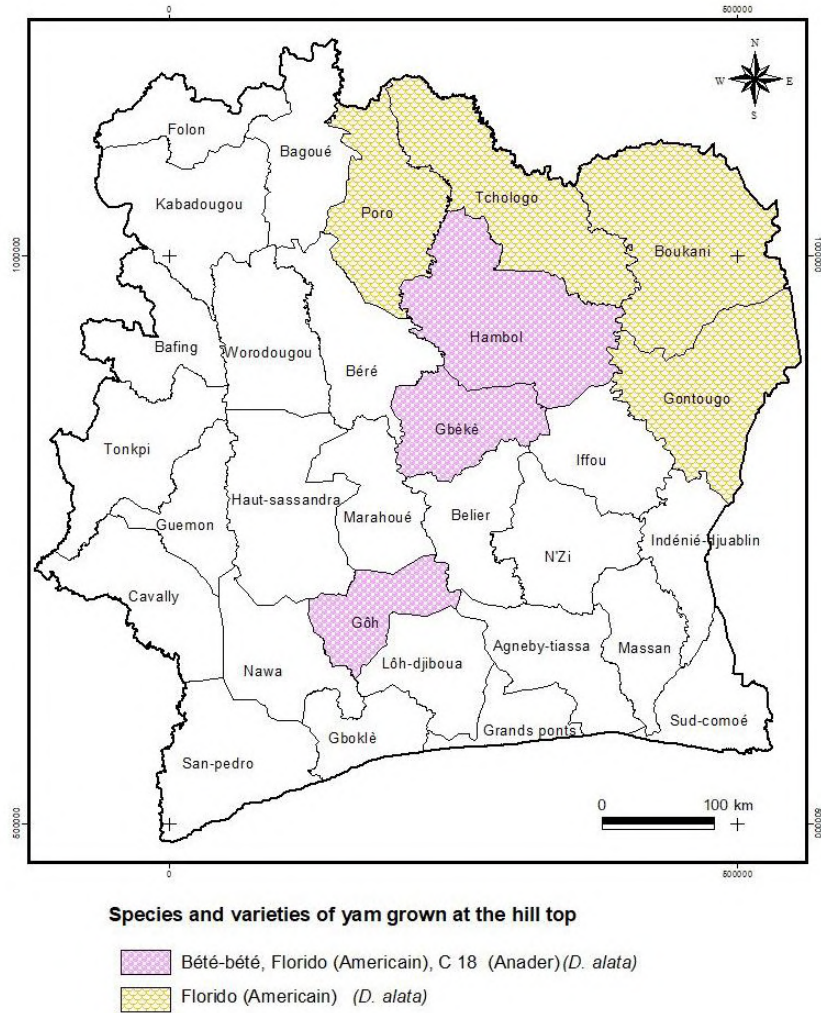 0 500000
N
W E
S
Folon
Bagoué
Kabadougou
Poro
Tchologo
Boukani
1000000
Hambol
Bafing
Worodougou
Béré
Gontougo
Gbêkê
Tonkpi
Iffou
Haut-sassandra
Marahoué
Belier
Guemon
Indénié-djuablin
N'Zi
Cavally
Gôh
Agneby-tiassa
Massan
Nawa
Lôh-djiboua
Sud-comoé
Gboklè
Grands ponts
San-pedro
0 100 km
500000
0 500000
Species and varieties of yam grown at the hill top
Bété-bété, Florido (Americain), C 18 (Anader)(D. alata)
Florido (Americain) (D. alata)